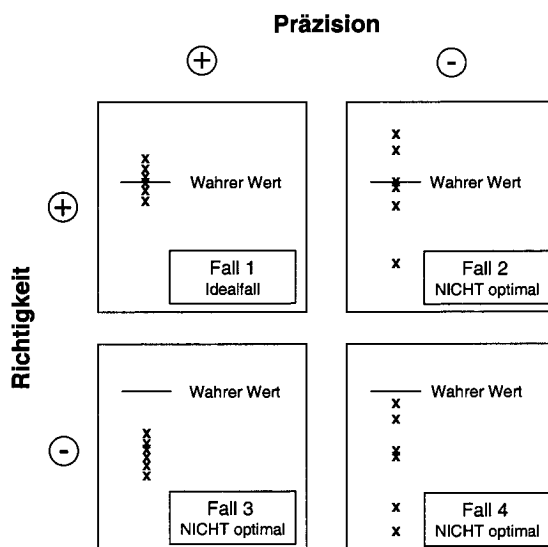 Präzision
+
-
Richtigkeit
+
x
x
x
x
x
Wahrer Wert
Fall 1
Idealfall
x
x
x
x
x
x
Wahrer Wert
Fall 2
NICHT optimal
-
Wahrer Wert
x
x
x
x
x
Fall 3
NICHT optimal
Wahrer Wert
x
x
x
x
x
x
Fall 4
NICHT optimal